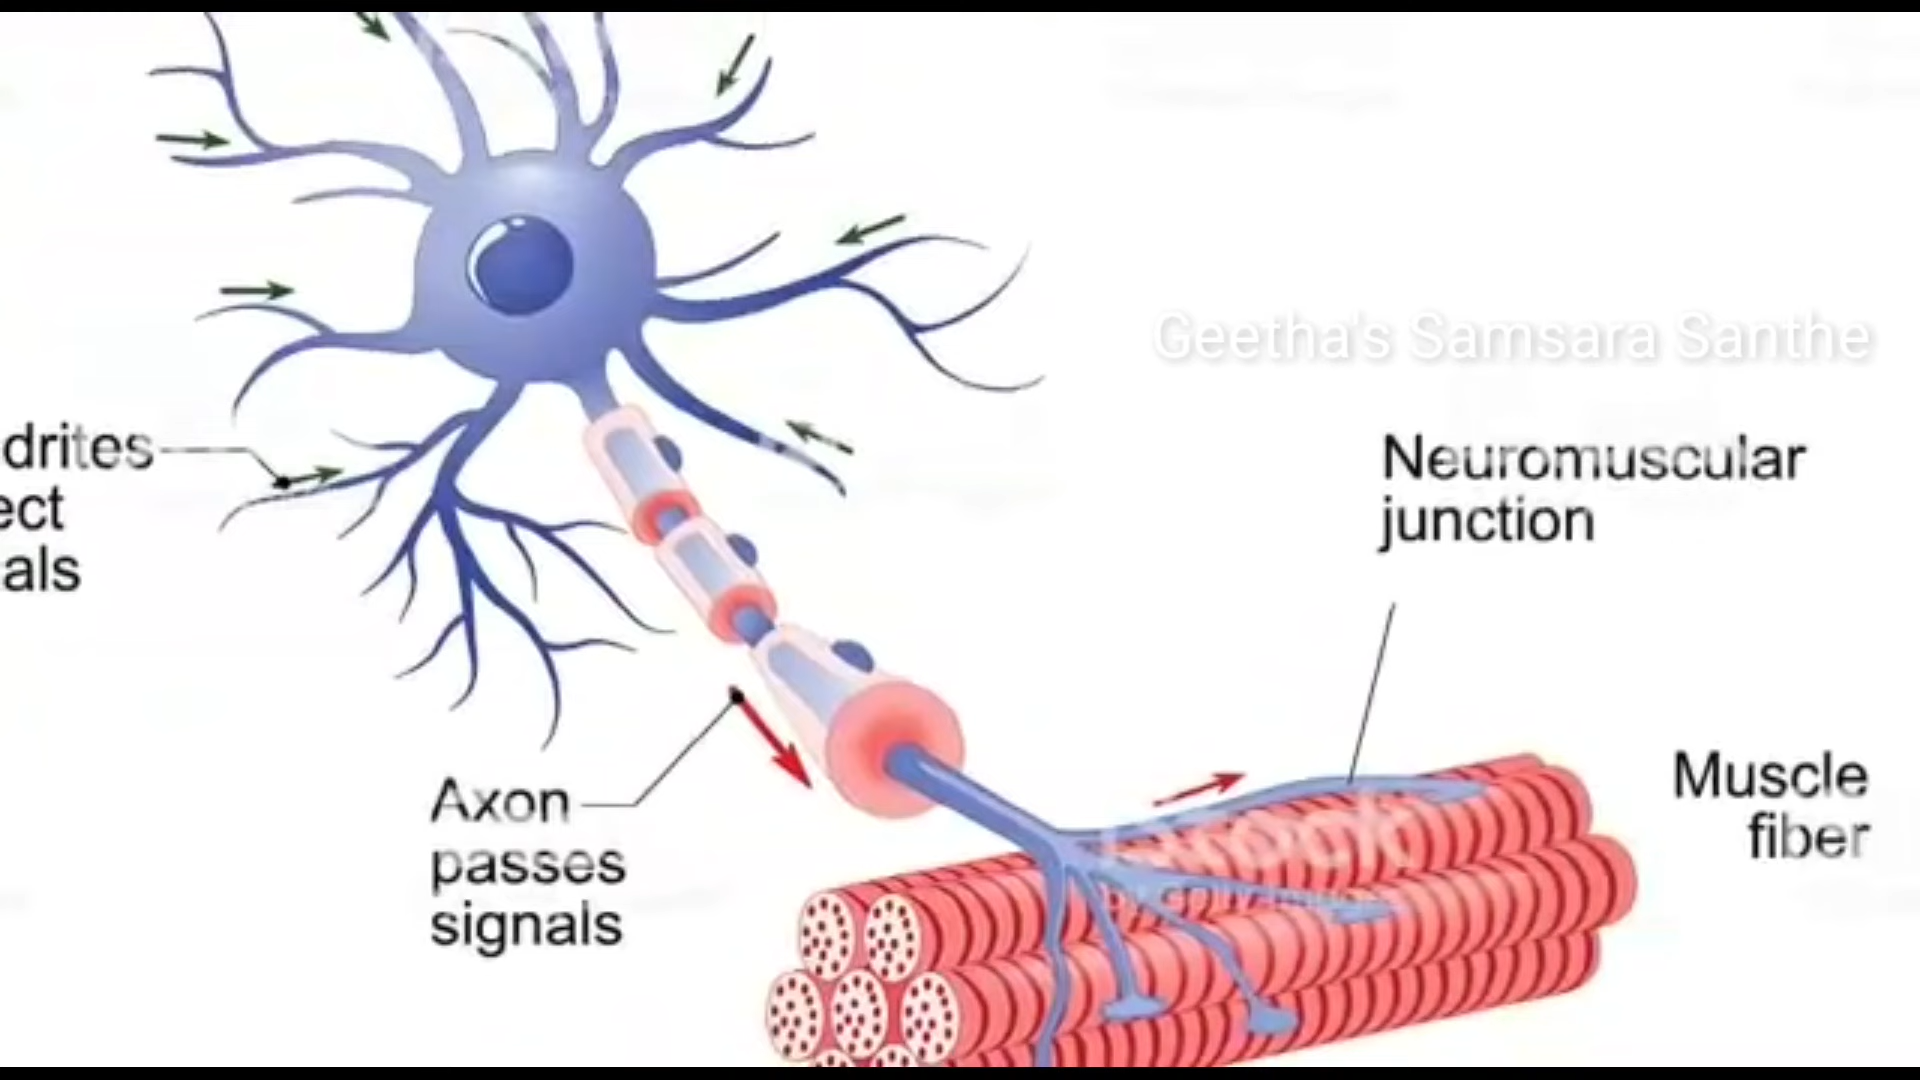 Geetha's Samsara Santhe
drites
ect
als
Neuromuscular
junction
Axon
passes
signals
Muscle
fiber